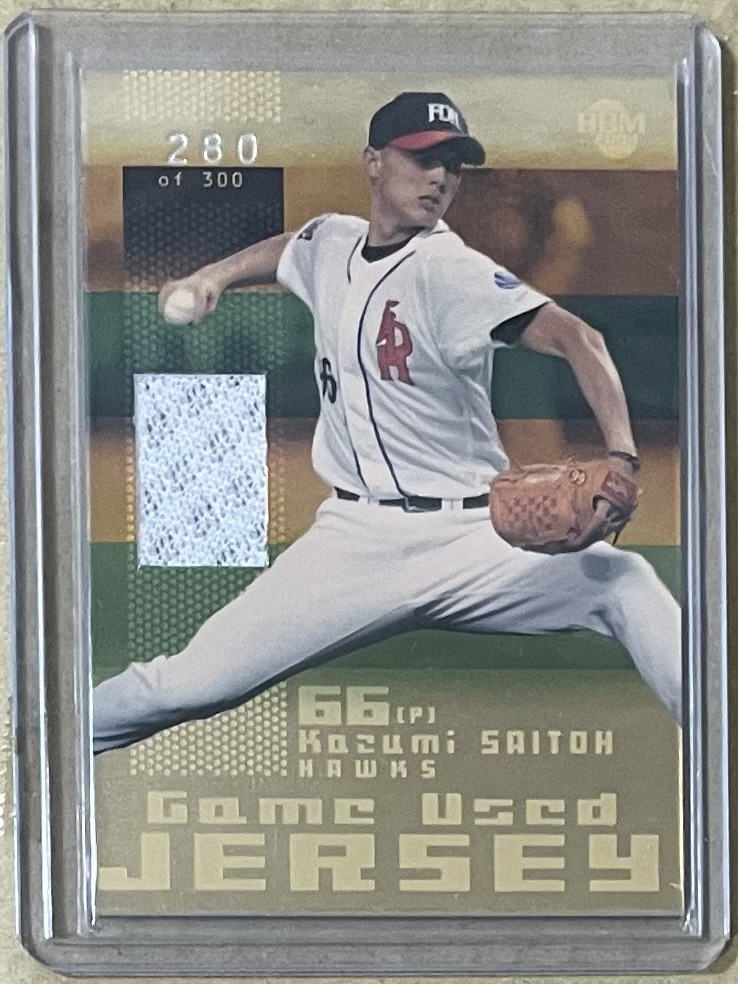 280
of 300
BBM
FDH
66 (P)
Kazumi SAITOH
HAWKS
Game Used
JERSEY